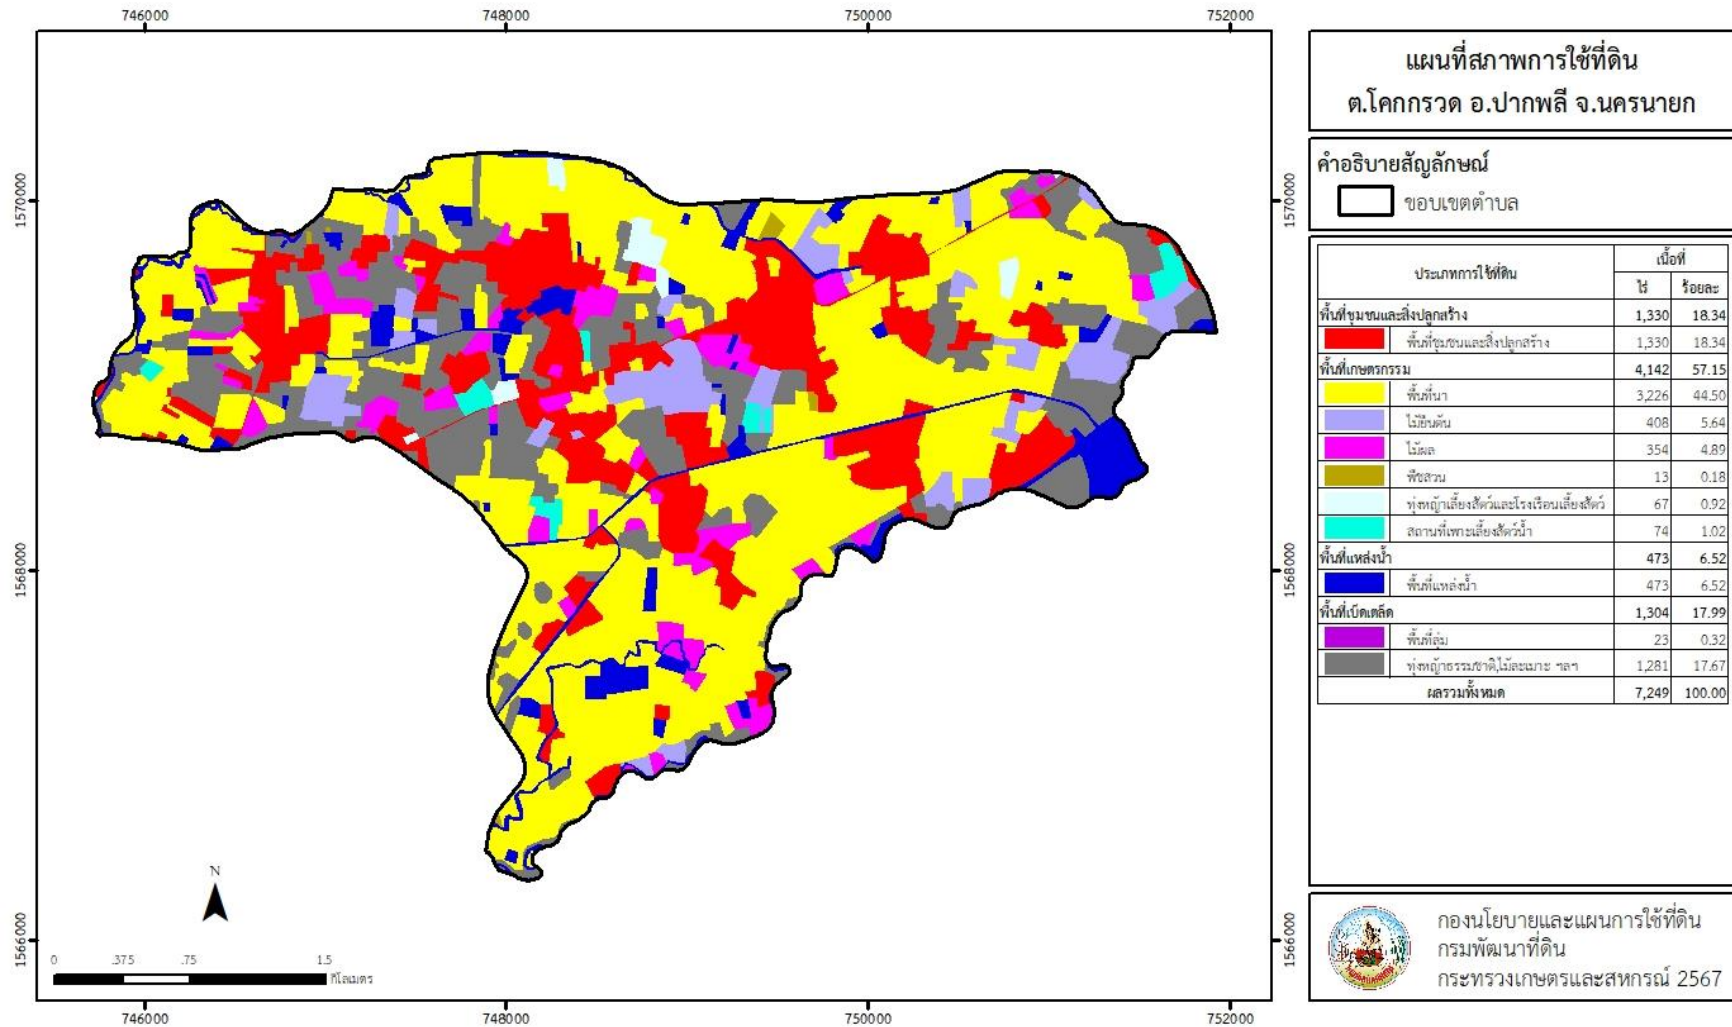 746000
748000
750000
752000
1570000
1568000
1566000
1570000
1568000
1566000
N
0
.375
.75
1.5
กิโลเมตร
746000
748000
750000
752000
แผนที่สภาพการใช้ที่ดิน
ต.โคกกรวด อ.ปากพลี จ.นครนายก
คำอธิบายสัญลักษณ์
ขอบเขตตำบล
ประเภทการใช้ที่ดิน เนื้อที่
ไร่ ร้อยละ
พื้นที่ชุมชนและสิ่งปลูกสร้าง 1,330 18.34
พื้นที่ชุมชนและสิ่งปลูกสร้าง 1,330 18.34
พื้นที่เกษตรกรรม 4,142 57.15
พื้นที่นา 3,226 44.50
ไม้ยืนต้น 408 5.64
ไม้ผล 354 4.89
พืชสวน 13 0.18
ทุ่งหญ้าเลี้ยงสัตว์และโรงเรือนเลี้ยงสัตว์ 67 0.92
สถานที่เพาะเลี้ยงสัตว์น้ำ 74 1.02
พื้นที่แหล่งน้ำ 473 6.52
พื้นที่แหล่งน้ำ 473 6.52
พื้นที่เบ็ดเตล็ด 1,304 17.99
พื้นที่ลุ่ม 23 0.32
ทุ่งหญ้าธรรมชาติ,ไม้ละเมาะ ฯลฯ 1,281 17.67
ผลรวมทั้งหมด 7,249 100.00
กองนโยบายและแผนการใช้ที่ดิน
กรมพัฒนาที่ดิน
กระทรวงเกษตรและสหกรณ์ 2567